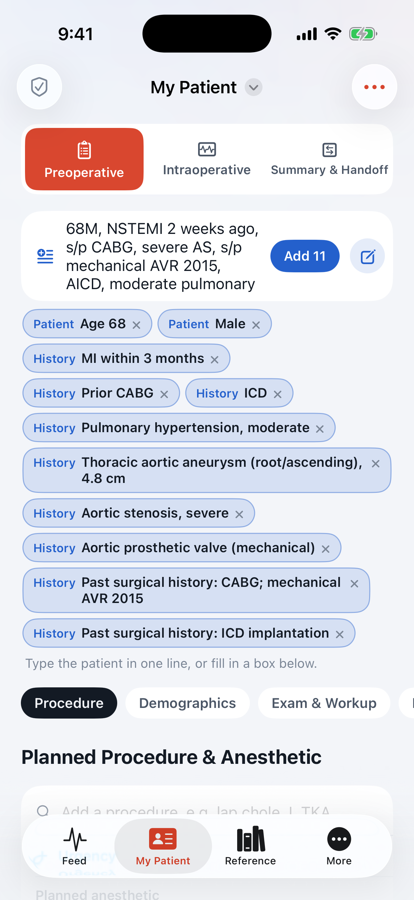 9:41
My Patient
Preoperative
Intraoperative
Summary & Handoff
68M, NSTEMI 2 weeks ago,
s/p CABG, severe AS, s/p
mechanical AVR 2015,
AICD, moderate pulmonary
Add 11
Patient Age 68 ×
Patient Male ×
History MI within 3 months ×
History Prior CABG ×
History ICD ×
History Pulmonary hypertension, moderate ×
History Thoracic aortic aneurysm (root/ascending), ×
4.8 cm
History Aortic stenosis, severe ×
History Aortic prosthetic valve (mechanical) ×
History Past surgical history: CABG; mechanical ×
AVR 2015
History Past surgical history: ICD implantation ×
Type the patient in one line, or fill in a box below.
Procedure
Demographics
Exam & Workup
Planned Procedure & Anesthetic
Add a procedure, e.g. lap chole, L TKA
Feed
My Patient
Reference
More
Planned anesthetic